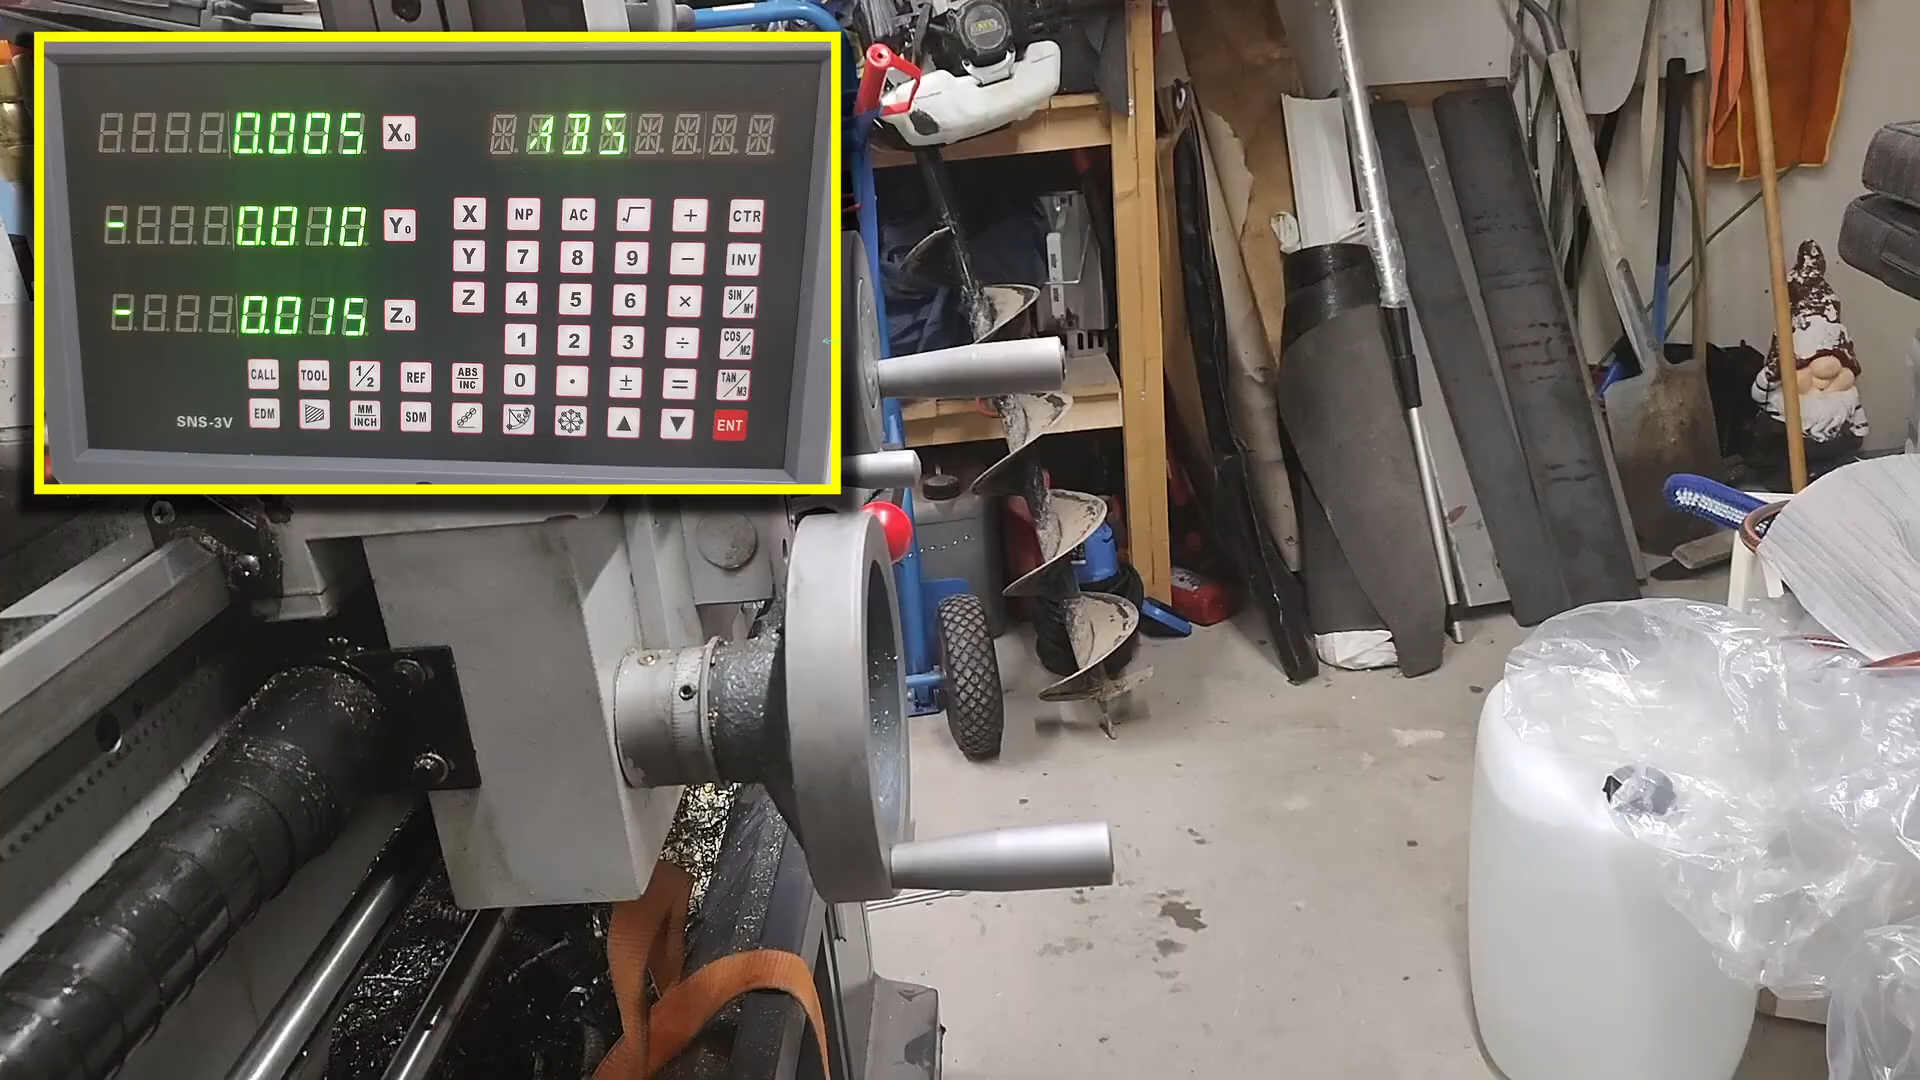 0.005 X0 ABS
-0.010 Y0
-0.015 Z0
X NP AC √ + CTR
Y 7 8 9 − INV
Z 4 5 6 × SIN/M1
1 2 3 ÷ COS/M2
CALL TOOL 1/2 REF ABS/INC 0 . ± = TAN/M3
SNS-3V EDM MM/INCH SDM ▲ ▼ ENT